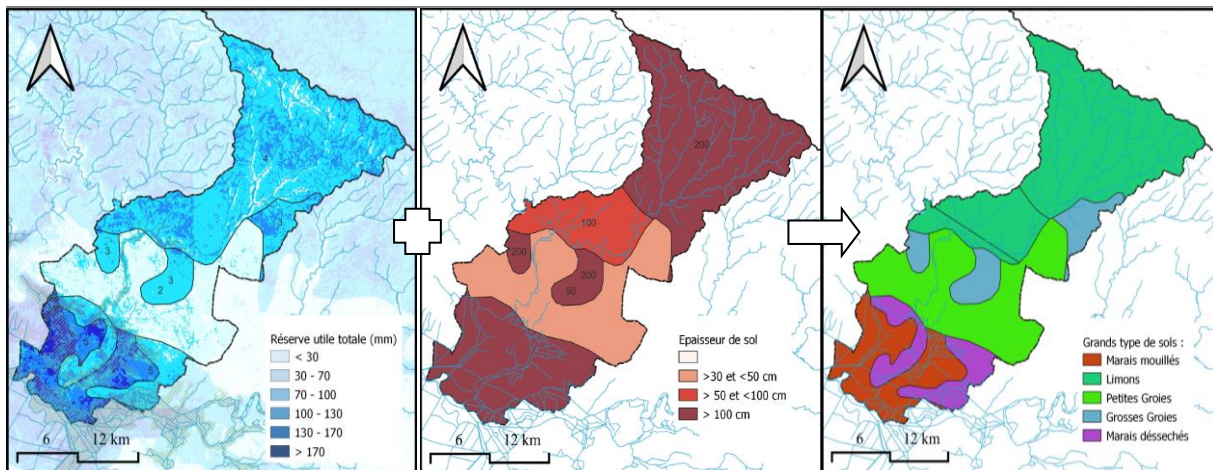 4
3
3
3
2
5
5
Réserve utile totale (mm)
< 30
30 - 70
70 - 100
100 - 130
130 - 170
> 170
6
12 km
200
100
200
200
50
Epaisseur de sol
>30 et <50 cm
> 50 et <100 cm
> 100 cm
6
12 km
Grands type de sols :
Marais mouillés
Limons
Petites Groies
Grosses Groies
Marais désséchés
6
12 km